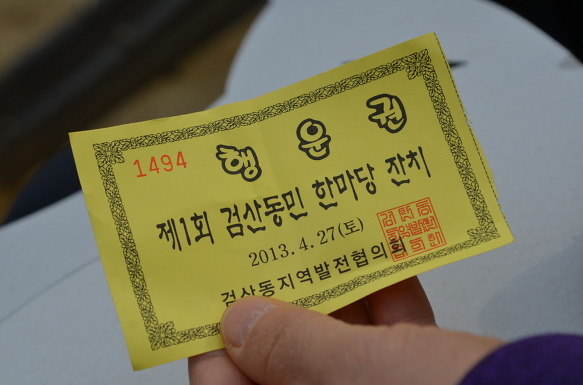 1494
행운권
제1회 검산동민 한마당 잔치
2013.4.27(토)
검산동지역발전협의회